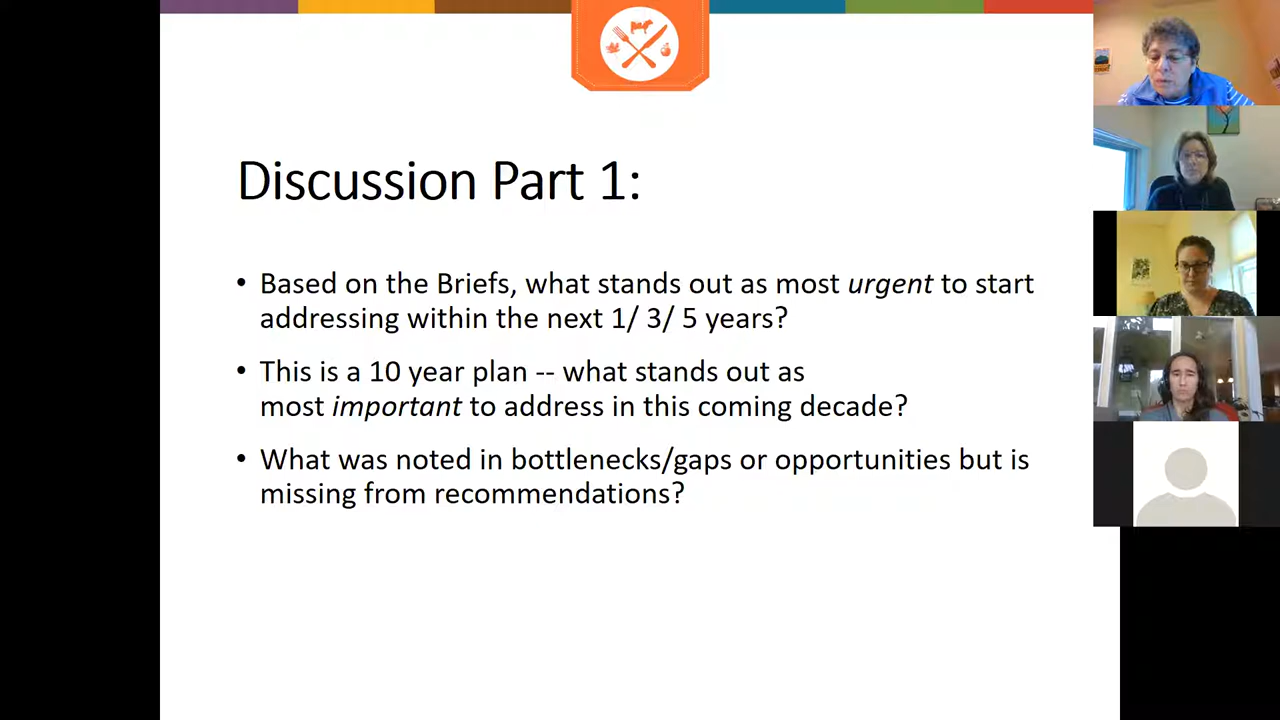 Discussion Part 1:
• Based on the Briefs, what stands out as most urgent to start
addressing within the next 1/ 3/ 5 years?
• This is a 10 year plan -- what stands out as
most important to address in this coming decade?
• What was noted in bottlenecks/gaps or opportunities but is
missing from recommendations?